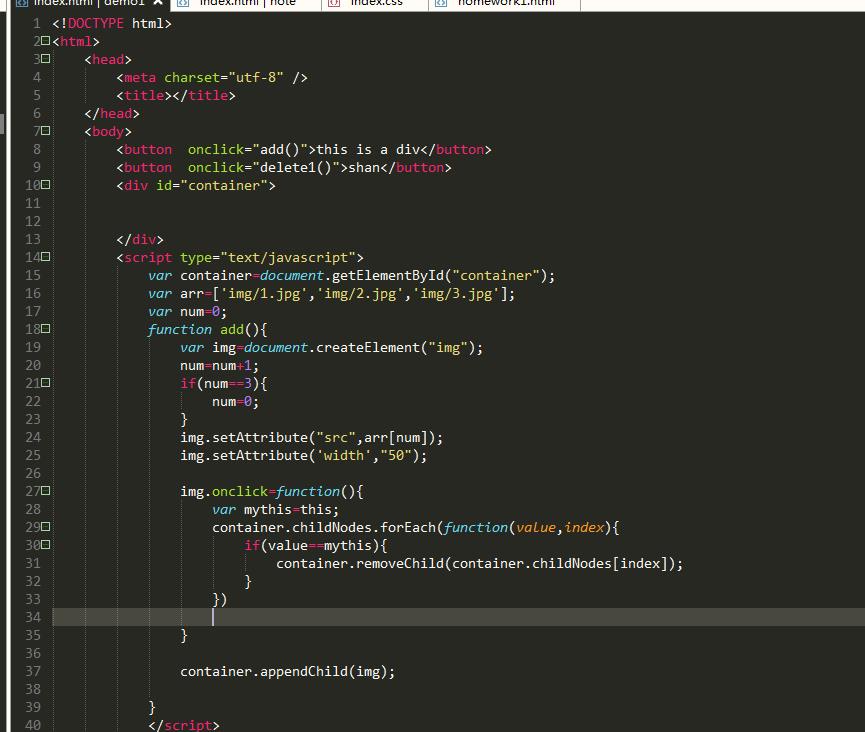 index.html | demo1
index.html | note
index.css
homework1.html
1 <!DOCTYPE html>
2 <html>
3 <head>
4 <meta charset="utf-8" />
5 <title></title>
6 </head>
7 <body>
8 <button  onclick="add()">this is a div</button>
9 <button  onclick="delete1()">shan</button>
10 <div id="container">
11
12
13 </div>
14 <script type="text/javascript">
15 var container=document.getElementById("container");
16 var arr=['img/1.jpg','img/2.jpg','img/3.jpg'];
17 var num=0;
18 function add(){
19 var img=document.createElement("img");
20 num=num+1;
21 if(num==3){
22 num=0;
23 }
24 img.setAttribute("src",arr[num]);
25 img.setAttribute('width',"50");
26
27 img.onclick=function(){
28 var mythis=this;
29 container.childNodes.forEach(function(value,index){
30 if(value==mythis){
31 container.removeChild(container.childNodes[index]);
32 }
33 })
34
35 }
36
37 container.appendChild(img);
38
39 }
40 </script>